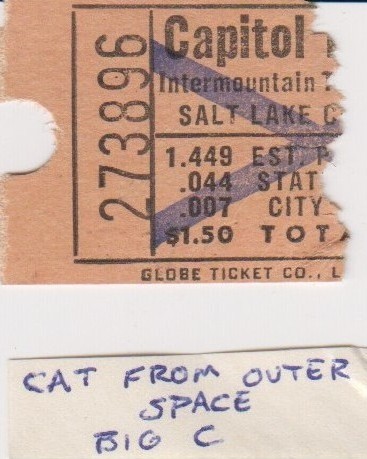 273896
Capitol
Intermountain
SALT LAKE
1.449 EST.
.044 STAT
.007 CITY
$1.50 TOTA
GLOBE TICKET CO.,
CAT FROM OUTER
SPACE
BIG C